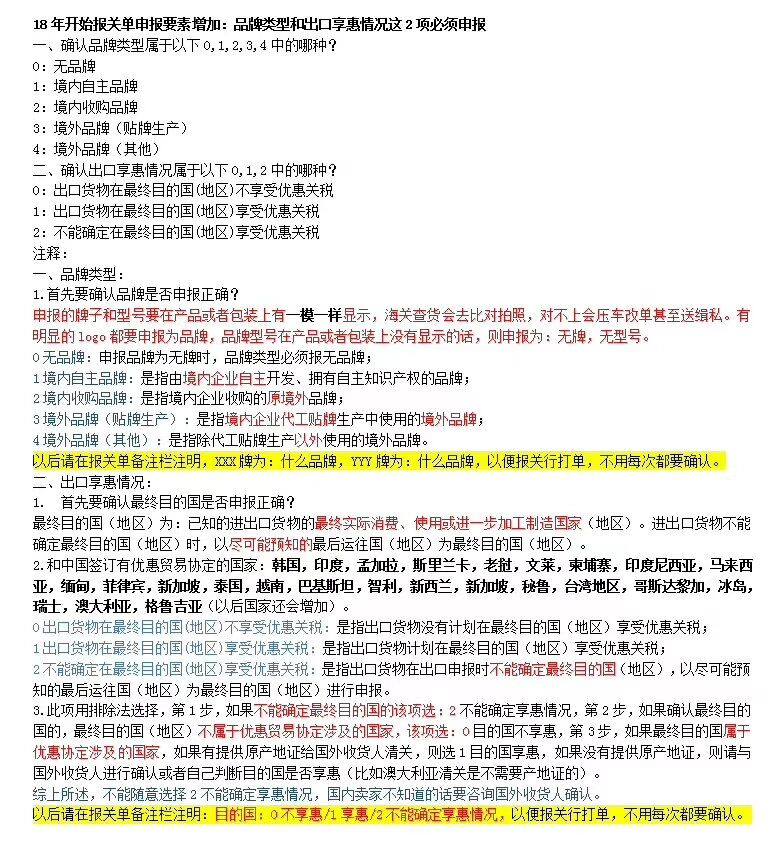 18年开始报关单申报要素增加：品牌类型和出口享惠情况这2项必须申报
一、确认品牌类型属于以下0,1,2,3,4中的哪种？
0：无品牌
1：境内自主品牌
2：境内收购品牌
3：境外品牌（贴牌生产）
4：境外品牌（其他）
二、确认出口享惠情况属于以下0,1,2中的哪种？
0：出口货物在最终目的国(地区)不享受优惠关税
1：出口货物在最终目的国(地区)享受优惠关税
2：不能确定在最终目的国(地区)享受优惠关税
注释：
一、品牌类型：
1.首先要确认品牌是否申报正确？
申报的牌子和型号要在产品或者包装上有一模一样显示，海关查货会去比对拍照，对不上会压车改单甚至送缉私。有
明显的logo都要申报为品牌，品牌型号在产品或者包装上没有显示的话，则申报为：无牌，无型号。
0无品牌：申报品牌为无牌时，品牌类型必须报无品牌；
1境内自主品牌：是指由境内企业自主开发、拥有自主知识产权的品牌；
2境内收购品牌：是指境内企业收购的原境外品牌；
3境外品牌（贴牌生产）：是指境内企业代工贴牌生产中使用的境外品牌；
4境外品牌（其他）：是指除代工贴牌生产以外使用的境外品牌。
以后请在报关单备注栏注明，XXX牌为：什么品牌，YYY牌为：什么品牌，以便报关行打单，不用每次都要确认。
二、出口享惠情况：
1. 首先要确认最终目的国是否申报正确？
最终目的国（地区）为：已知的进出口货物的最终实际消费、使用或进一步加工制造国家（地区）。进出口货物不能
确定最终目的国（地区）时，以尽可能预知的最后运往国（地区）为最终目的国（地区）。
2.和中国签订有优惠贸易协定的国家：韩国，印度，孟加拉，斯里兰卡，老挝，文莱，柬埔寨，印度尼西亚，马来西
亚，缅甸，菲律宾，新加坡，泰国，越南，巴基斯坦，智利，新西兰，新加坡，秘鲁，台湾地区，哥斯达黎加，冰岛，
瑞士，澳大利亚，格鲁吉亚（以后国家还会增加）。
0出口货物在最终目的国(地区)不享受优惠关税：是指出口货物没有计划在最终目的国（地区）享受优惠关税；
1出口货物在最终目的国(地区)享受优惠关税：是指出口货物计划在最终目的国（地区）享受优惠关税；
2不能确定在最终目的国(地区)享受优惠关税：是指出口货物在出口申报时不能确定最终目的国（地区），以尽可能预
知的最后运往国（地区）为最终目的国（地区）进行申报。
3.此项用排除法选择，第1步，如果不能确定最终目的国的该项选：2不能确定享惠情况，第2步，如果确认最终目的
国的，最终目的国（地区）不属于优惠贸易协定涉及的国家，该项选：0目的国不享惠，第3步，如果最终目的国属于
优惠协定涉及的国家，如果有提供原产地证给国外收货人清关，则选1目的国享惠，如果没有提供原产地证，则请与
国外收货人进行确认或者自己判断目的国是否享惠（比如澳大利亚清关是不需要产地证的）。
综上所述，不能随意选择2不能确定享惠情况，国内卖家不知道的话要咨询国外收货人确认。
以后请在报关单备注栏注明：目的国：0不享惠/1享惠/2不能确定享惠情况，以便报关行打单，不用每次都要确认。